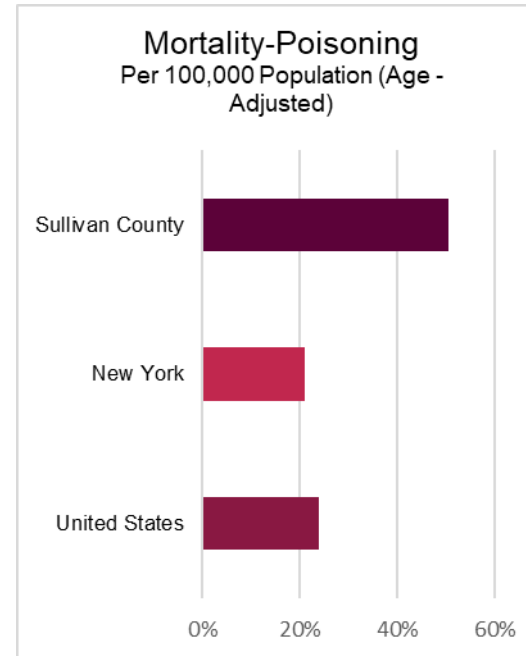 Mortality-Poisoning
Per 100,000 Population (Age -
Adjusted)
Sullivan County
New York
United States
0%
20%
40%
60%